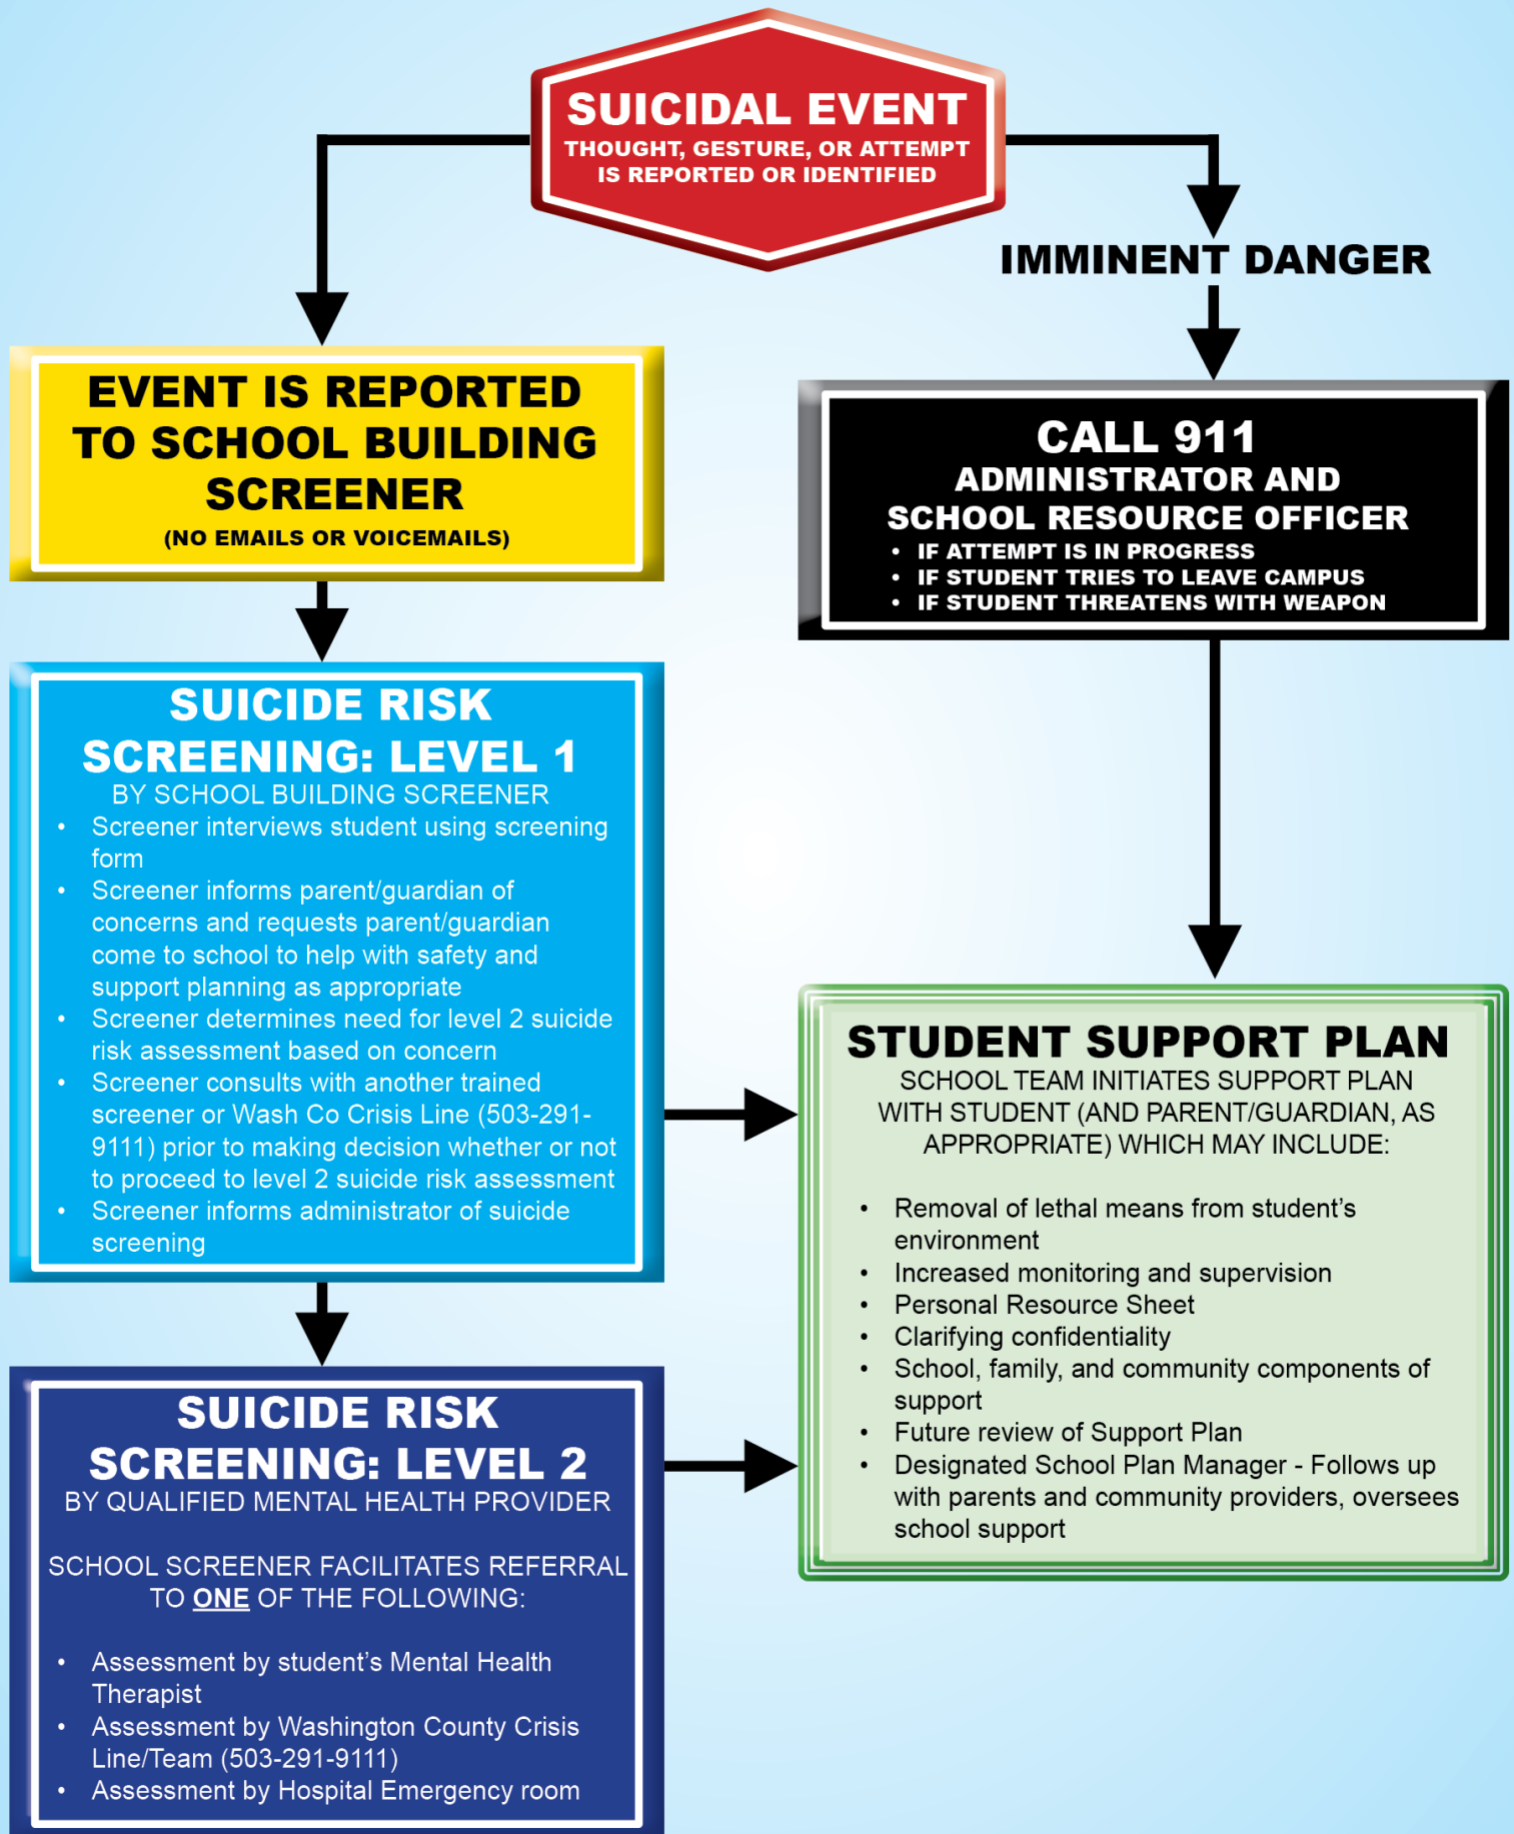 SUICIDAL EVENT
THOUGHT, GESTURE, OR ATTEMPT
IS REPORTED OR IDENTIFIED
IMMINENT DANGER
EVENT IS REPORTED
TO SCHOOL BUILDING
SCREENER
(NO EMAILS OR VOICEMAILS)
CALL 911
ADMINISTRATOR AND
SCHOOL RESOURCE OFFICER
• IF ATTEMPT IS IN PROGRESS
• IF STUDENT TRIES TO LEAVE CAMPUS
• IF STUDENT THREATENS WITH WEAPON
SUICIDE RISK
SCREENING: LEVEL 1
BY SCHOOL BUILDING SCREENER
• Screener interviews student using screening
form
• Screener informs parent/guardian of
concerns and requests parent/guardian
come to school to help with safety and
support planning as appropriate
• Screener determines need for level 2 suicide
risk assessment based on concern
• Screener consults with another trained
screener or Wash Co Crisis Line (503-291-
9111) prior to making decision whether or not
to proceed to level 2 suicide risk assessment
• Screener informs administrator of suicide
screening
STUDENT SUPPORT PLAN
SCHOOL TEAM INITIATES SUPPORT PLAN
WITH STUDENT (AND PARENT/GUARDIAN, AS
APPROPRIATE) WHICH MAY INCLUDE:
• Removal of lethal means from student’s
environment
• Increased monitoring and supervision
• Personal Resource Sheet
• Clarifying confidentiality
• School, family, and community components of
support
• Future review of Support Plan
• Designated School Plan Manager - Follows up
with parents and community providers, oversees
school support
SUICIDE RISK
SCREENING: LEVEL 2
BY QUALIFIED MENTAL HEALTH PROVIDER
SCHOOL SCREENER FACILITATES REFERRAL
TO ONE OF THE FOLLOWING:
• Assessment by student’s Mental Health
Therapist
• Assessment by Washington County Crisis
Line/Team (503-291-9111)
• Assessment by Hospital Emergency room